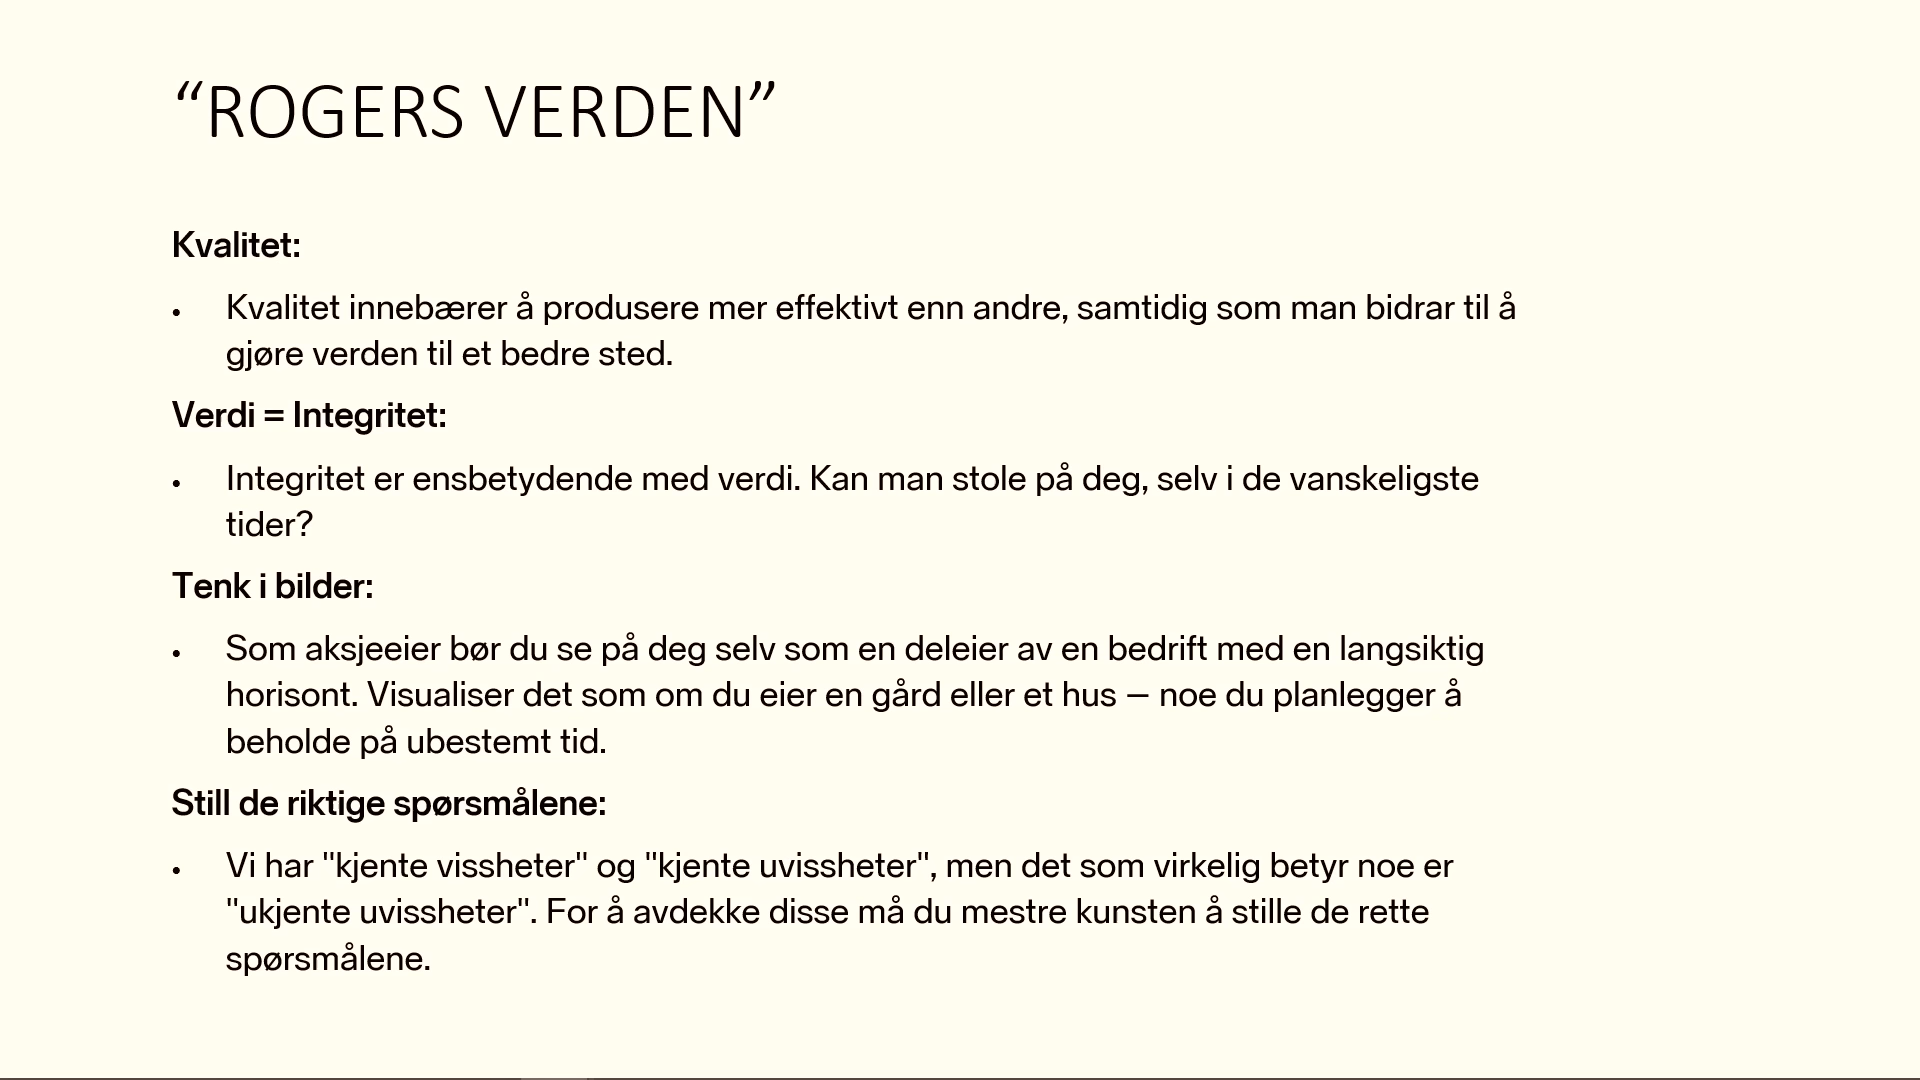 “ROGERS VERDEN”
Kvalitet:
• Kvalitet innebærer å produsere mer effektivt enn andre, samtidig som man bidrar til å
gjøre verden til et bedre sted.
Verdi = Integritet:
• Integritet er ensbetydende med verdi. Kan man stole på deg, selv i de vanskeligste
tider?
Tenk i bilder:
• Som aksjeeier bør du se på deg selv som en deleier av en bedrift med en langsiktig
horisont. Visualiser det som om du eier en gård eller et hus – noe du planlegger å
beholde på ubestemt tid.
Still de riktige spørsmålene:
• Vi har "kjente vissheter" og "kjente uvissheter", men det som virkelig betyr noe er
"ukjente uvissheter". For å avdekke disse må du mestre kunsten å stille de rette
spørsmålene.